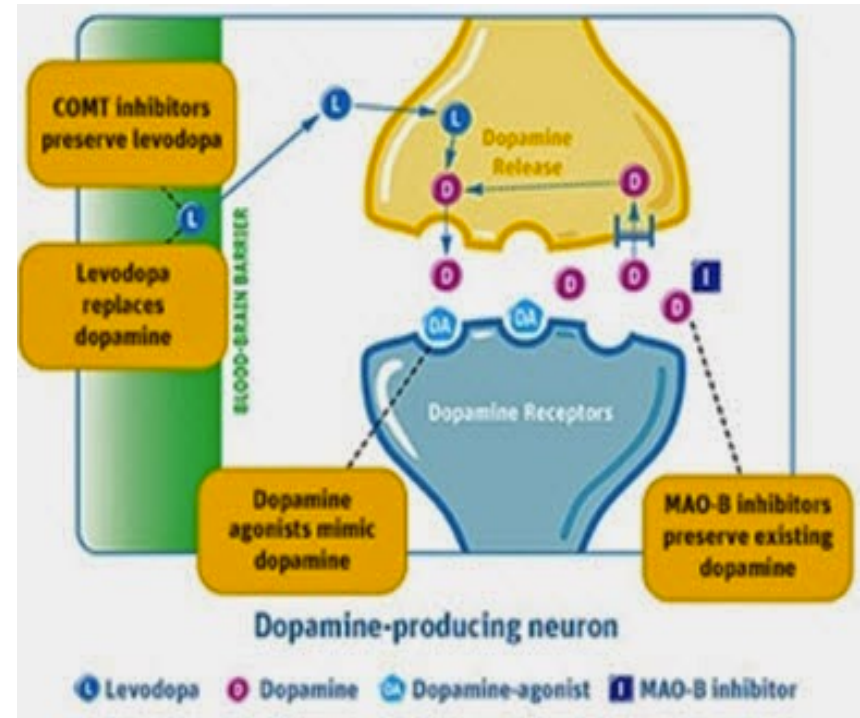 COMT inhibitors
preserve levodopa
L
L
Dopamine
Release
L
D
D
L
Levodopa
replaces
dopamine
BLOOD-BRAIN BARRIER
D
D
D
D
I
DA
DA
Dopamine Receptors
Dopamine
agonists mimic
dopamine
MAO-B inhibitors
preserve existing
dopamine
Dopamine-producing neuron
L Levodopa D Dopamine DA Dopamine-agonist I MAO-B inhibitor